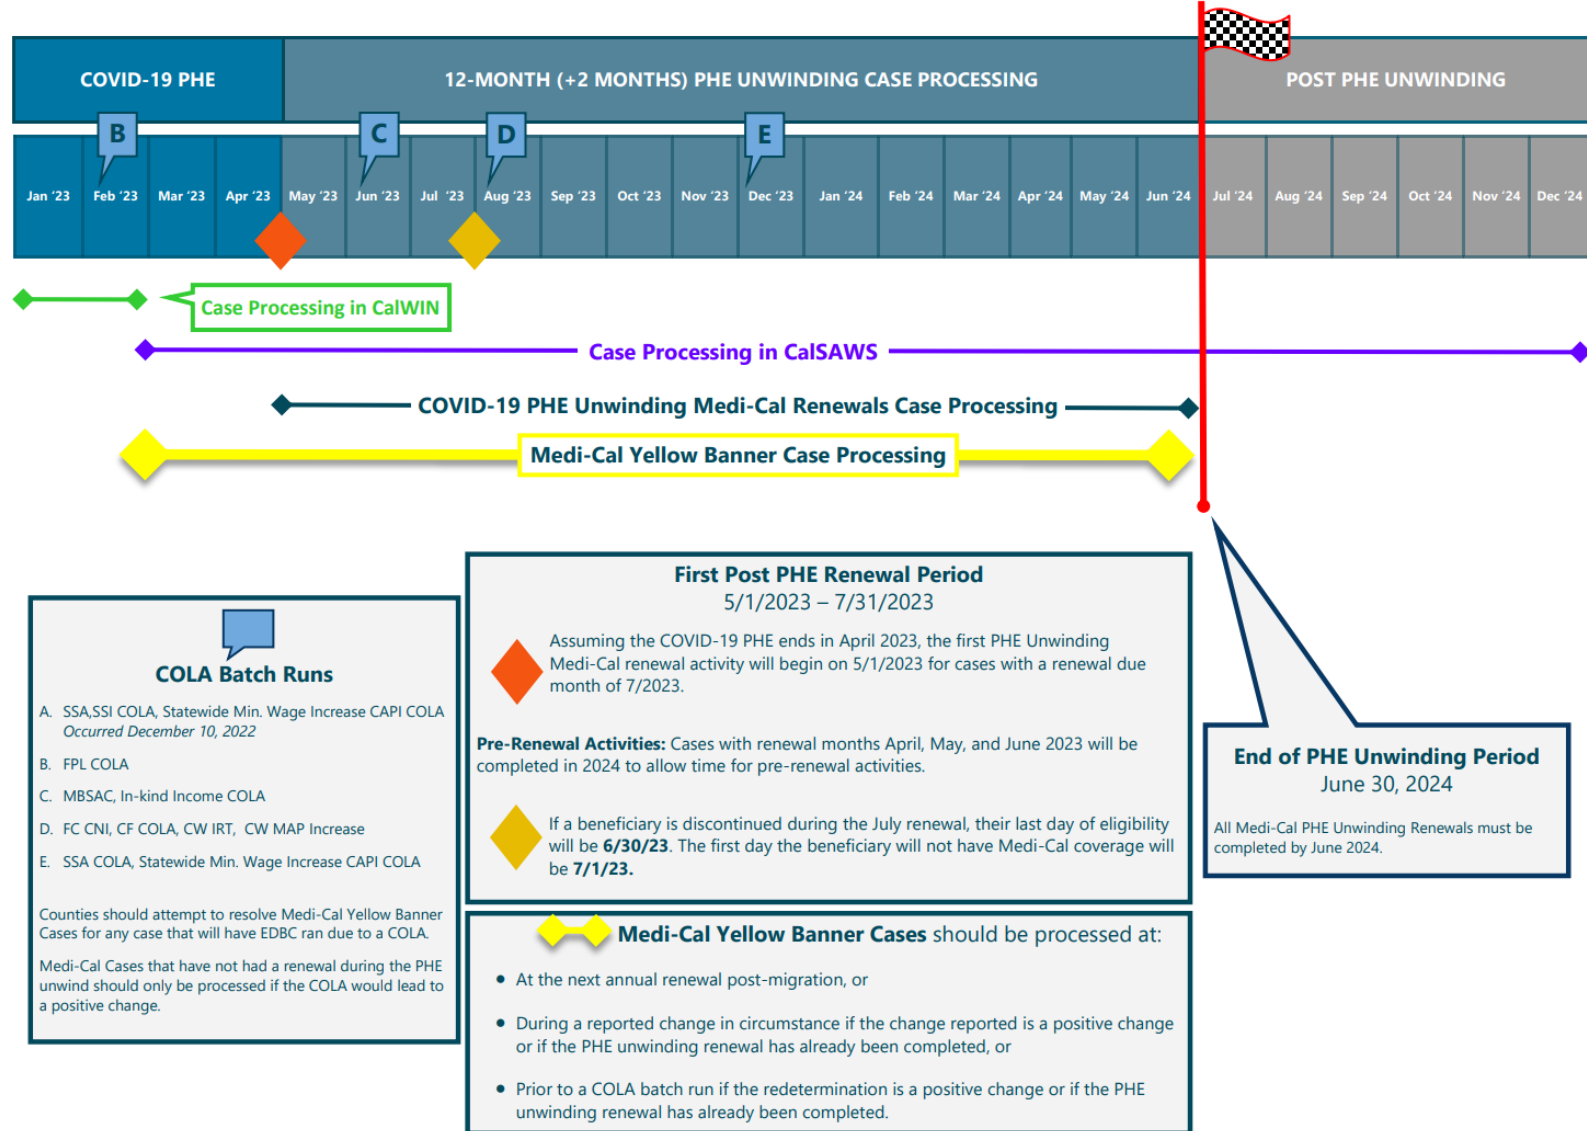 COVID-19 PHE
12-MONTH (+2 MONTHS) PHE UNWINDING CASE PROCESSING
POST PHE UNWINDING
B
C
D
E
Jan ‘23
Feb ‘23
Mar ‘23
Apr ‘23
May ‘23
Jun ‘23
Jul ‘23
Aug ‘23
Sep ‘23
Oct ‘23
Nov ‘23
Dec ‘23
Jan ‘24
Feb ‘24
Mar ‘24
Apr ‘24
May ‘24
Jun ‘24
Jul ‘24
Aug ‘24
Sep ‘24
Oct ‘24
Nov ‘24
Dec ‘24
Case Processing in CalWIN
Case Processing in CalSAWS
COVID-19 PHE Unwinding Medi-Cal Renewals Case Processing
Medi-Cal Yellow Banner Case Processing
COLA Batch Runs
A. SSA,SSI COLA, Statewide Min. Wage Increase CAPI COLA
Occurred December 10, 2022
B. FPL COLA
C. MBSAC, In-kind Income COLA
D. FC CNI, CF COLA, CW IRT, CW MAP Increase
E. SSA COLA, Statewide Min. Wage Increase CAPI COLA
Counties should attempt to resolve Medi-Cal Yellow Banner
Cases for any case that will have EDBC ran due to a COLA.
Medi-Cal Cases that have not had a renewal during the PHE
unwind should only be processed if the COLA would lead to
a positive change.
First Post PHE Renewal Period
5/1/2023 – 7/31/2023
Assuming the COVID-19 PHE ends in April 2023, the first PHE Unwinding
Medi-Cal renewal activity will begin on 5/1/2023 for cases with a renewal due
month of 7/2023.
Pre-Renewal Activities: Cases with renewal months April, May, and June 2023 will be
completed in 2024 to allow time for pre-renewal activities.
If a beneficiary is discontinued during the July renewal, their last day of eligibility
will be 6/30/23. The first day the beneficiary will not have Medi-Cal coverage will
be 7/1/23.
Medi-Cal Yellow Banner Cases should be processed at:
• At the next annual renewal post-migration, or
• During a reported change in circumstance if the change reported is a positive change
or if the PHE unwinding renewal has already been completed, or
• Prior to a COLA batch run if the redetermination is a positive change or if the PHE
unwinding renewal has already been completed.
End of PHE Unwinding Period
June 30, 2024
All Medi-Cal PHE Unwinding Renewals must be
completed by June 2024.